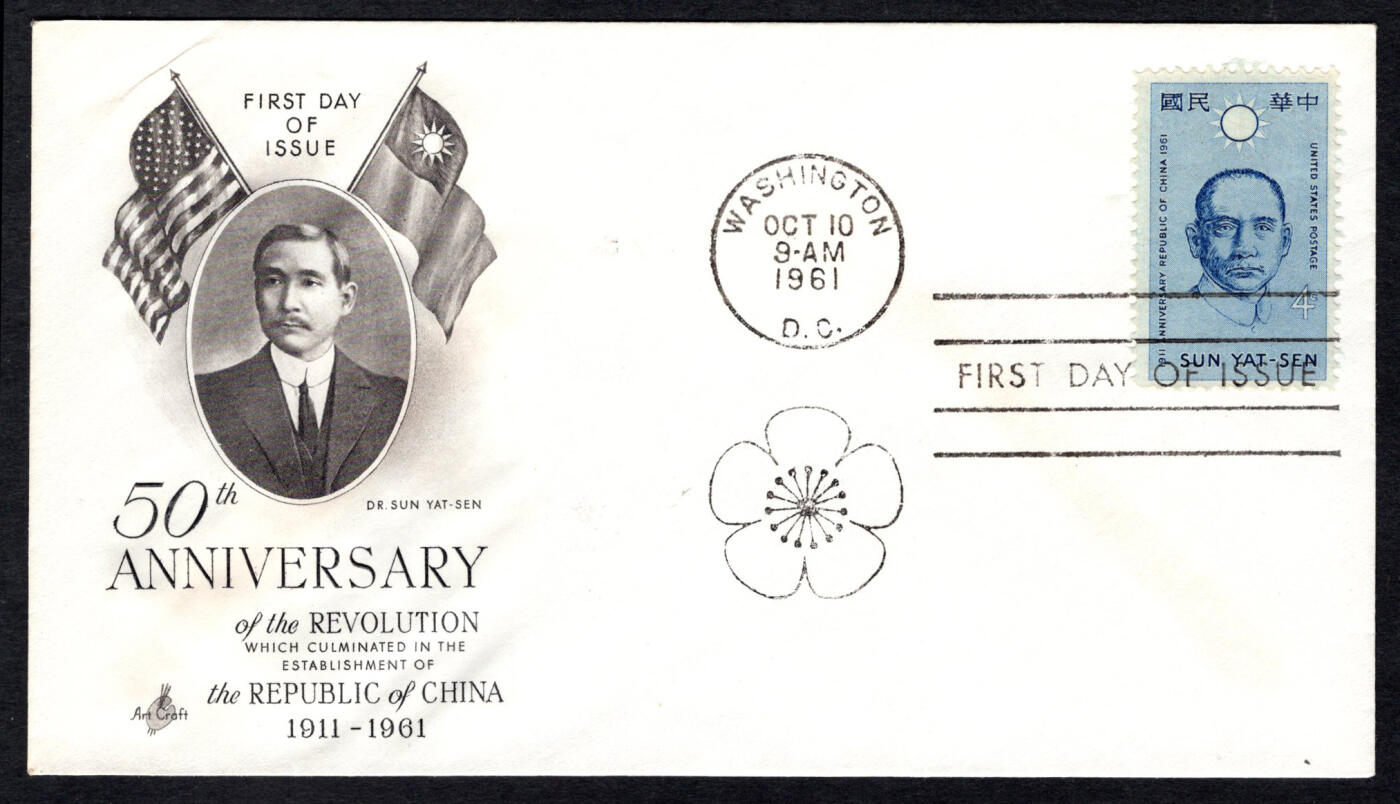 FIRST DAY
OF
ISSUE
DR. SUN YAT-SEN
50th
ANNIVERSARY
of the REVOLUTION
WHICH CULMINATED IN THE
ESTABLISHMENT OF
the REPUBLIC of CHINA
1911-1961
Art Craft
WASHINGTON
OCT 10
9-AM
1961
D.C.
國民 華中
1911 ANNIVERSARY REPUBLIC OF CHINA 1961
UNITED STATES POSTAGE
4c
SUN YAT-SEN
FIRST DAY OF ISSUE